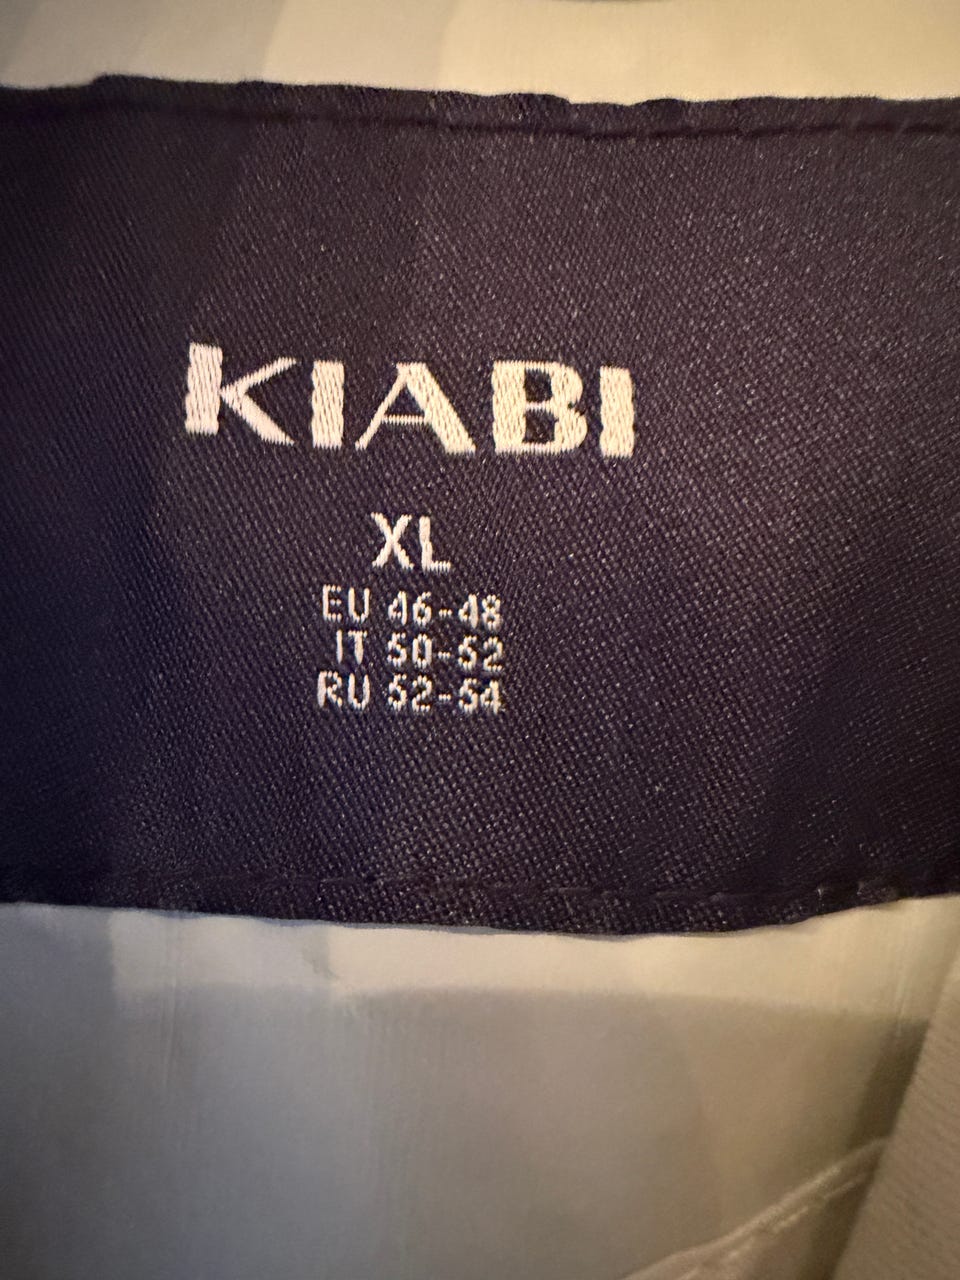 KIABI
XL
EU 46-48
IT 50-52
RU 52-54